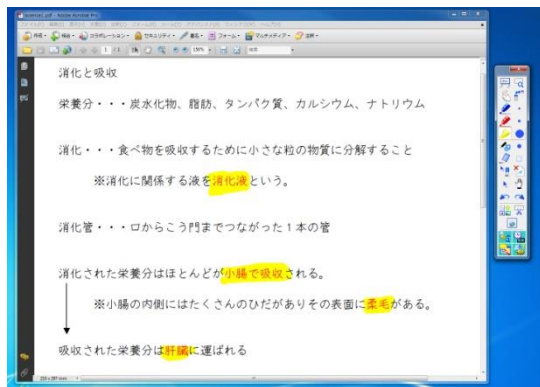 science1.pdf - Adobe Acrobat Pro
消化と吸収
栄養分・・・炭水化物、脂肪、タンパク質、カルシウム、ナトリウム
消化・・・食べ物を吸収するために小さな粒の物質に分解すること
※消化に関係する液を消化液という。
消化管・・・口からこう門までつながった１本の管
消化された栄養分はほとんどが小腸で吸収される。
※小腸の内側にはたくさんのひだがありその表面に柔毛がある。
吸収された栄養分は肝臓に運ばれる